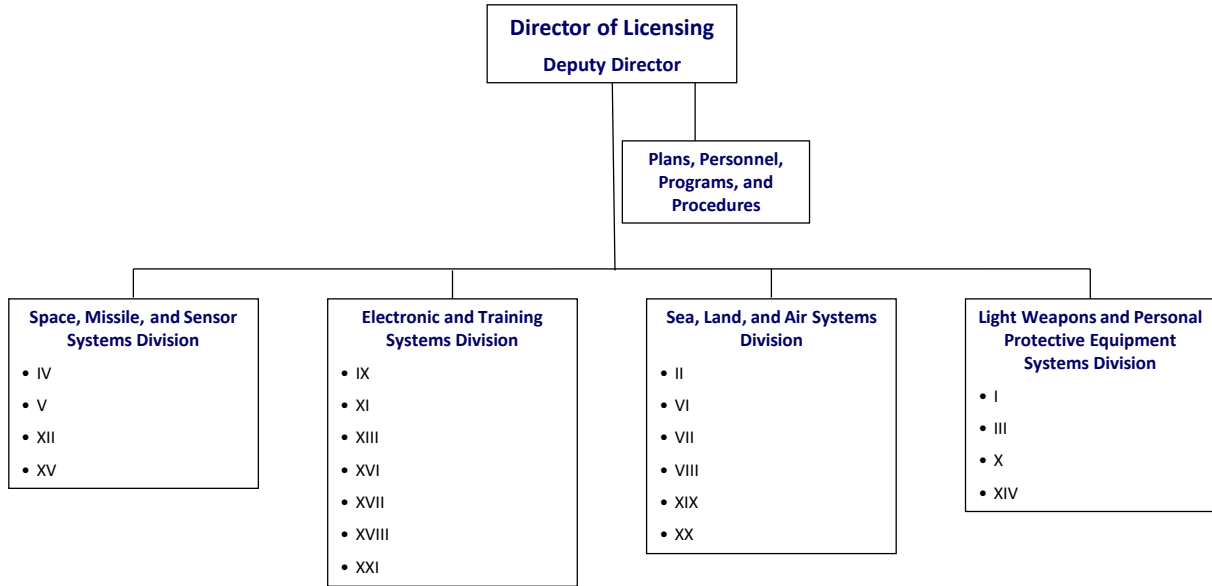 Director of Licensing
Deputy Director
Plans, Personnel,
Programs, and
Procedures
Space, Missile, and Sensor
Systems Division
• IV
• V
• XII
• XV
Electronic and Training
Systems Division
• IX
• XI
• XIII
• XVI
• XVII
• XVIII
• XXI
Sea, Land, and Air Systems
Division
• II
• VI
• VII
• VIII
• XIX
• XX
Light Weapons and Personal
Protective Equipment
Systems Division
• I
• III
• X
• XIV